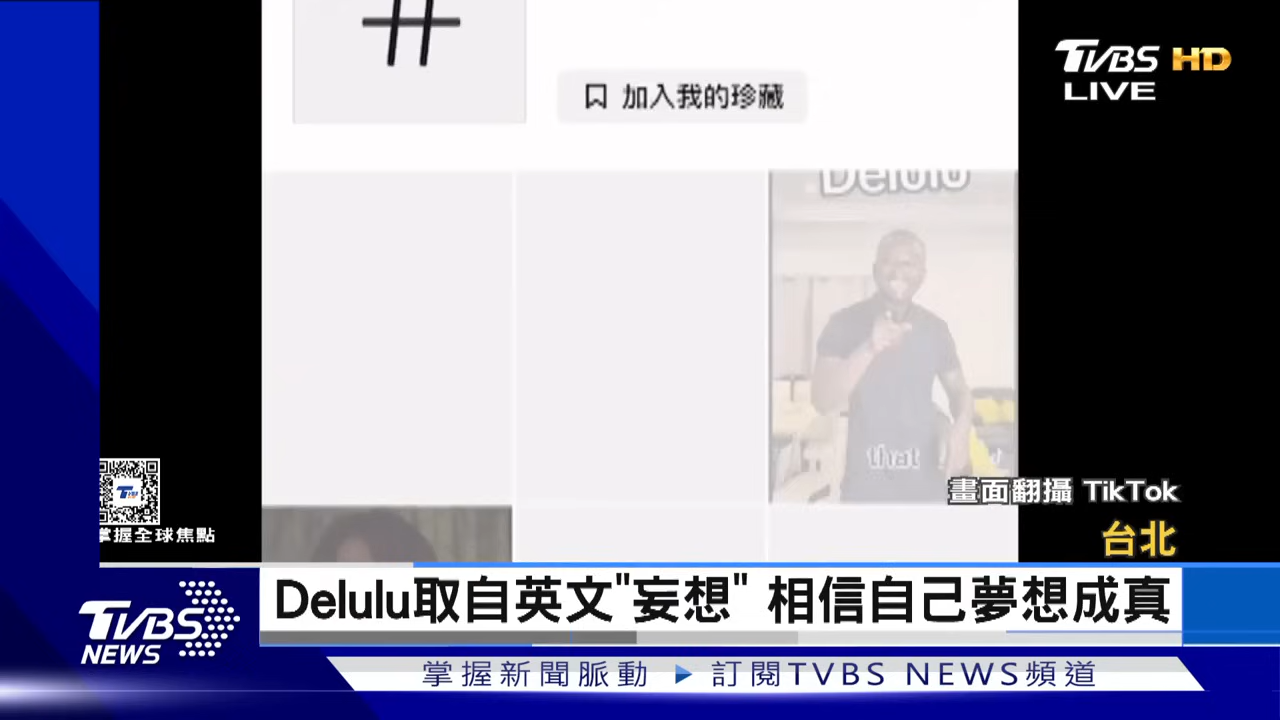 #
加入我的珍藏
TVBS HD
LIVE
Delulu
that
畫面翻攝 TikTok
台北
掌握全球焦點
Delulu取自英文"妄想" 相信自己夢想成真
TVBS
NEWS
掌握新聞脈動 ▶ 訂閱TVBS NEWS頻道